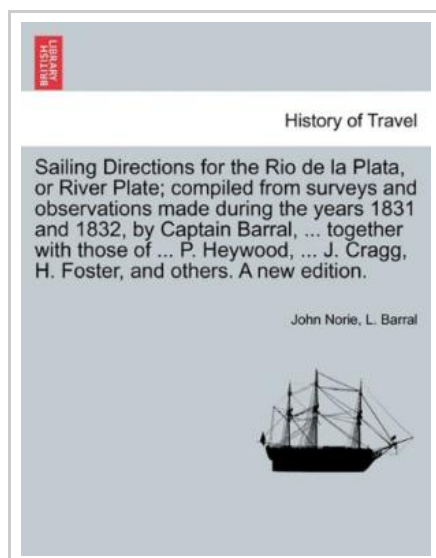 BRITISH
LIBRARY
History of Travel
Sailing Directions for the Rio de la Plata,
or River Plate; compiled from surveys and
observations made during the years 1831
and 1832, by Captain Barral, ... together
with those of ... P. Heywood, ... J. Cragg,
H. Foster, and others. A new edition.
John Norie, L. Barral